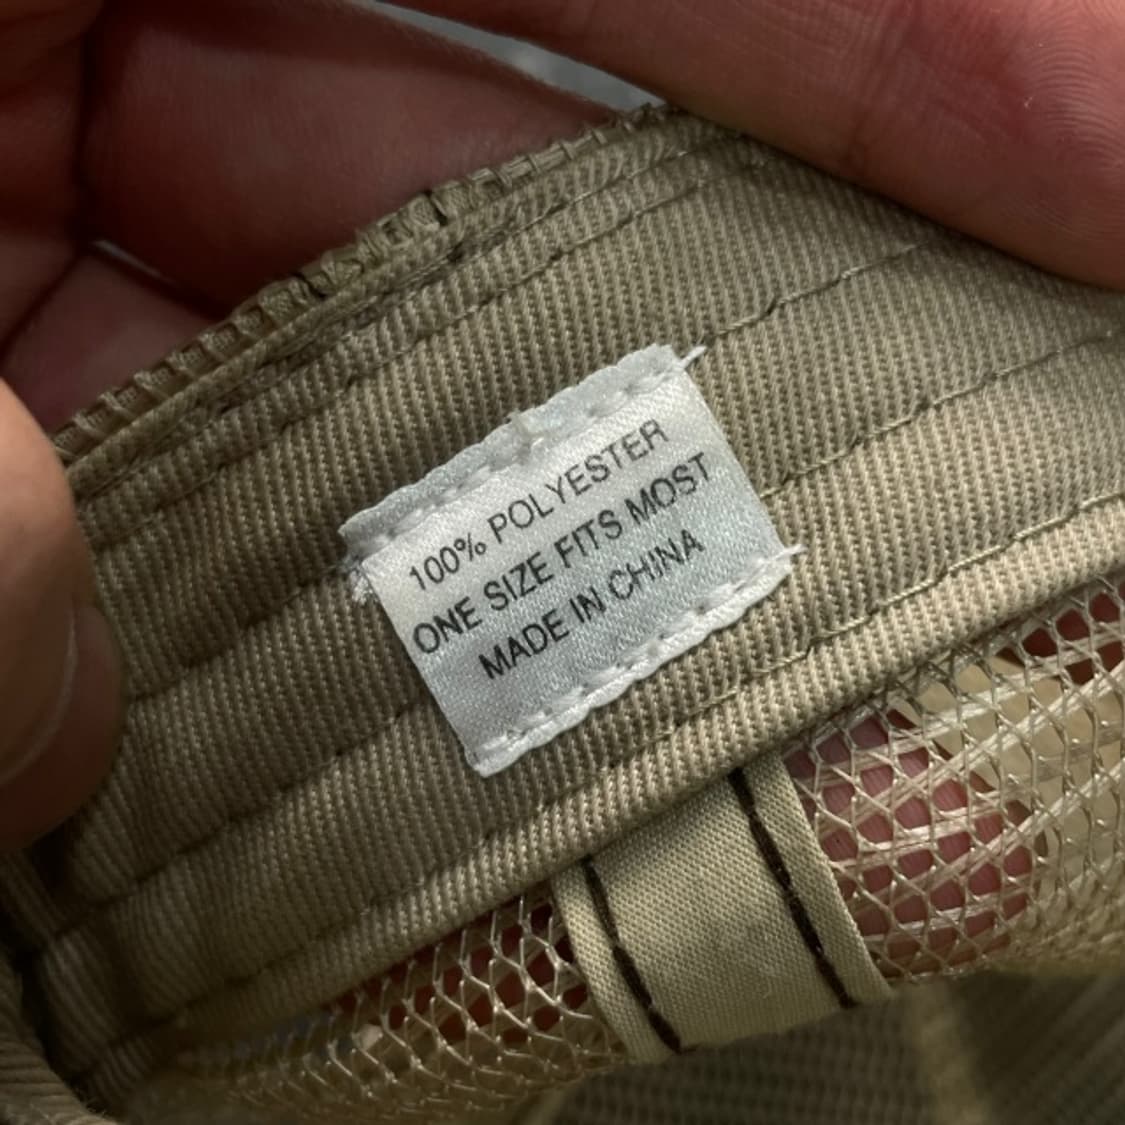 100% POLYESTER
ONE SIZE FITS MOST
MADE IN CHINA